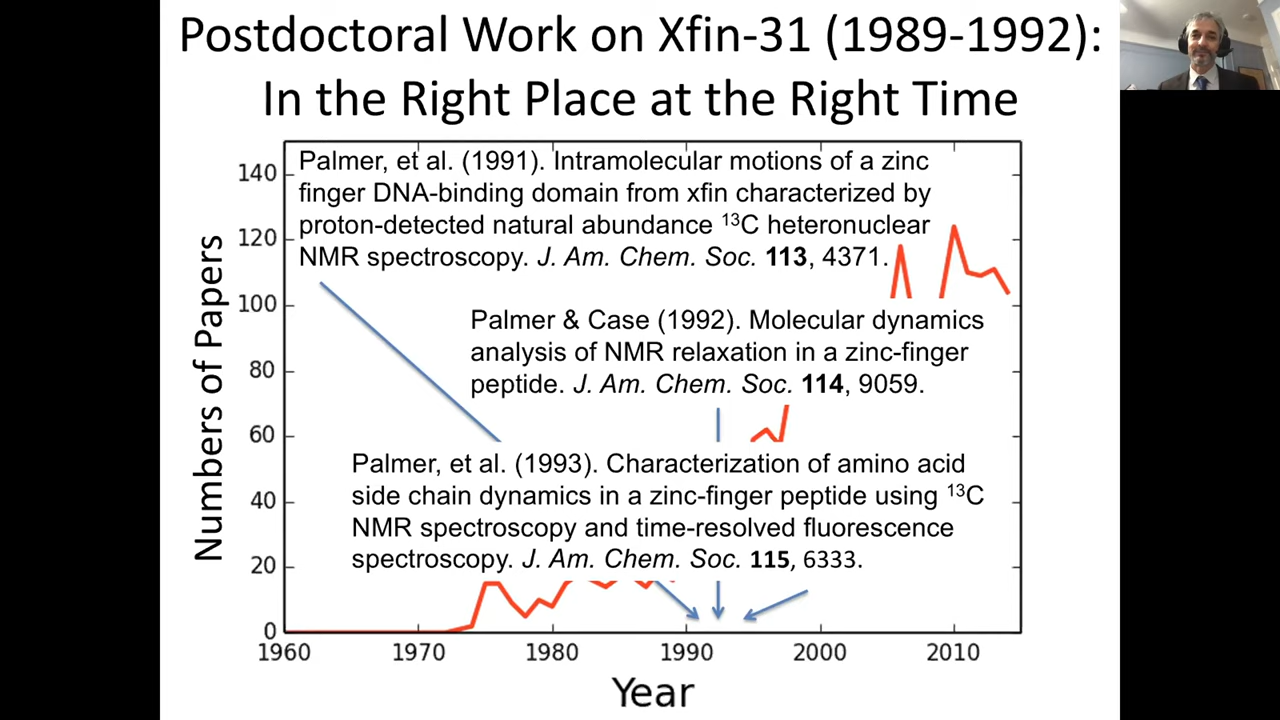 Postdoctoral Work on Xfin-31 (1989-1992):
In the Right Place at the Right Time
Palmer, et al. (1991). Intramolecular motions of a zinc
finger DNA-binding domain from xfin characterized by
proton-detected natural abundance ¹³C heteronuclear
NMR spectroscopy. J. Am. Chem. Soc. 113, 4371.
Palmer & Case (1992). Molecular dynamics
analysis of NMR relaxation in a zinc-finger
peptide. J. Am. Chem. Soc. 114, 9059.
Palmer, et al. (1993). Characterization of amino acid
side chain dynamics in a zinc-finger peptide using ¹³C
NMR spectroscopy and time-resolved fluorescence
spectroscopy. J. Am. Chem. Soc. 115, 6333.
Numbers of Papers
140
120
100
80
60
40
20
0
1960 1970 1980 1990 2000 2010
Year